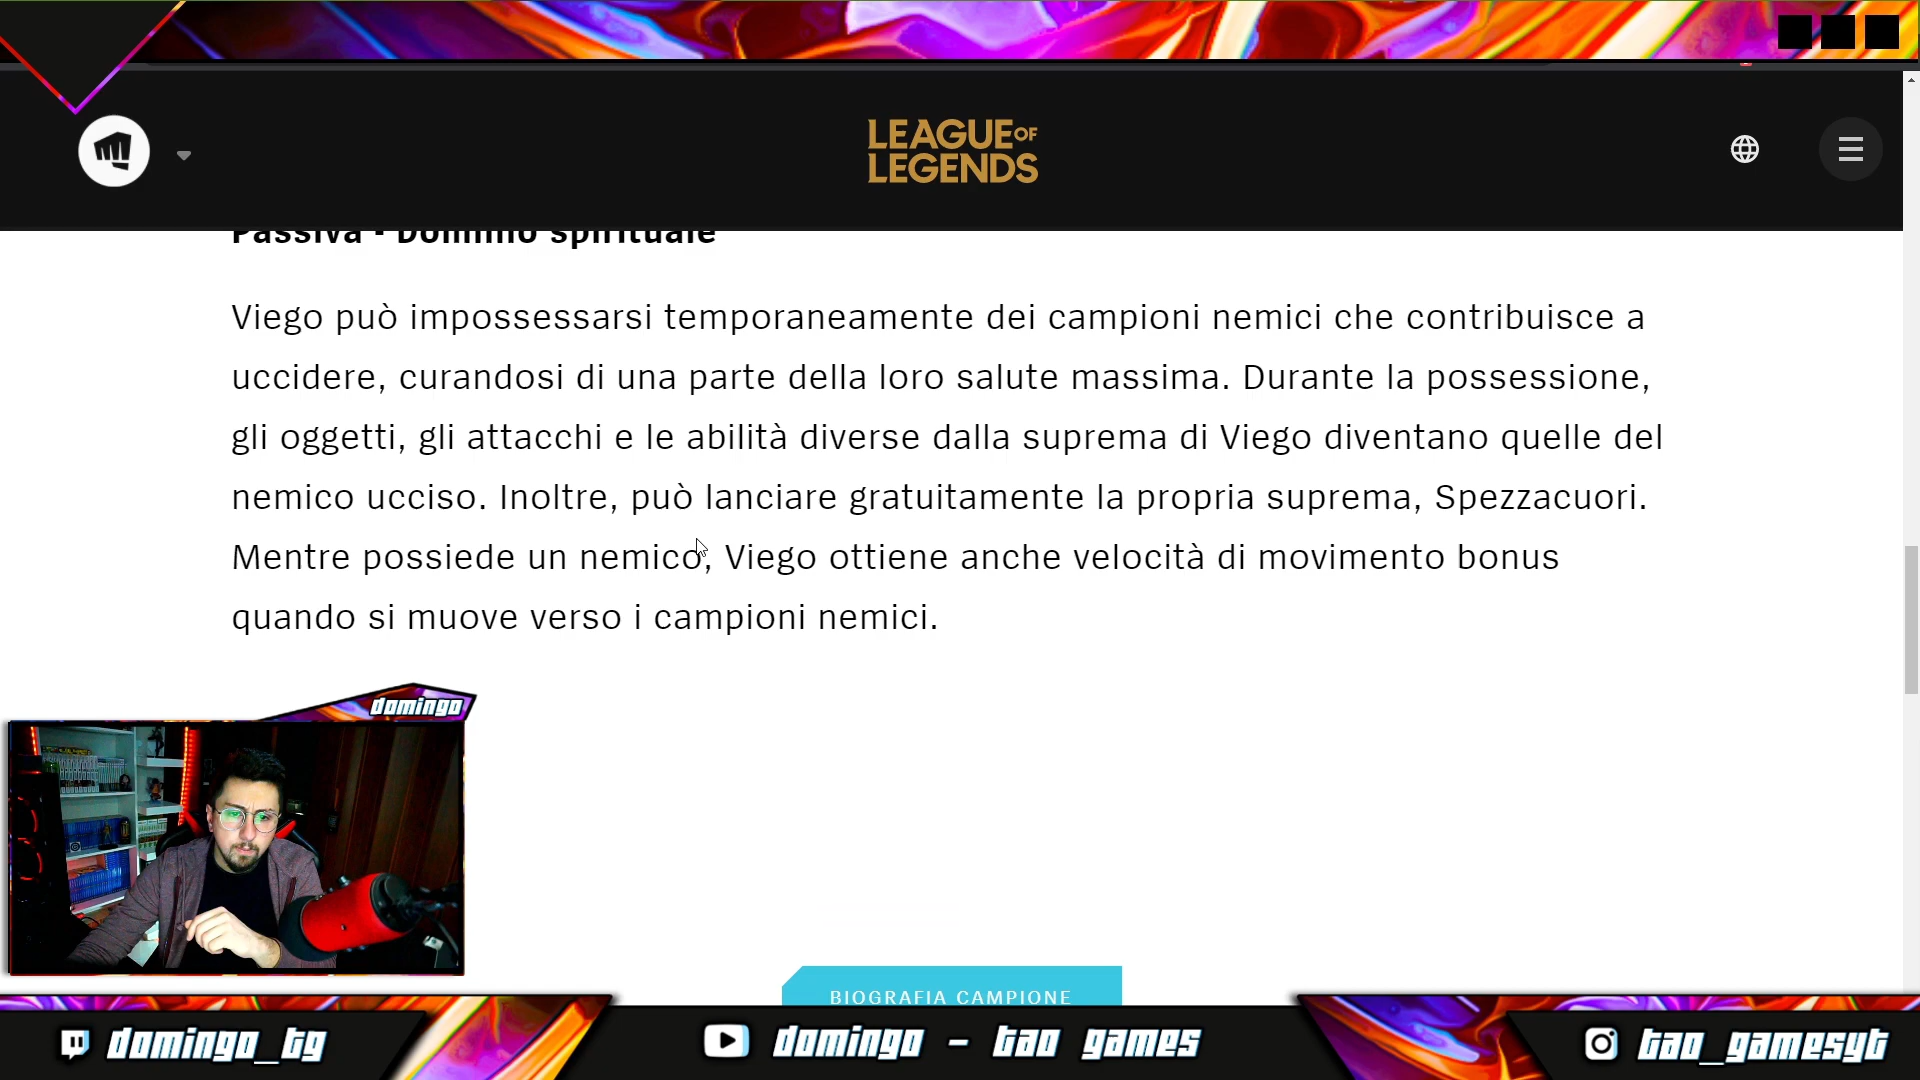 LEAGUE OF
LEGENDS
Passiva - Dominio spirituale
Viego può impossessarsi temporaneamente dei campioni nemici che contribuisce a
uccidere, curandosi di una parte della loro salute massima. Durante la possessione,
gli oggetti, gli attacchi e le abilità diverse dalla suprema di Viego diventano quelle del
nemico ucciso. Inoltre, può lanciare gratuitamente la propria suprema, Spezzacuori.
Mentre possiede un nemico, Viego ottiene anche velocità di movimento bonus
quando si muove verso i campioni nemici.
domingo
BIOGRAFIA CAMPIONE
domingo_tg
domingo - tao games
tao_gamesyt